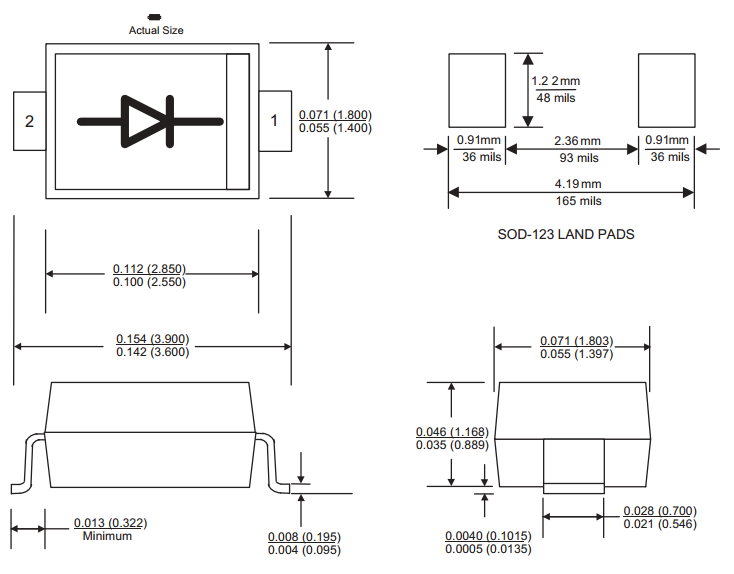 Actual Size
2
1
0.071 (1.800)
0.055 (1.400)
0.112 (2.850)
0.100 (2.550)
0.154 (3.900)
0.142 (3.600)
1.2 2mm
48 mils
0.91mm
36 mils
2.36mm
93 mils
0.91mm
36 mils
4.19mm
165 mils
SOD-123 LAND PADS
0.013 (0.322)
Minimum
0.008 (0.195)
0.004 (0.095)
0.071 (1.803)
0.055 (1.397)
0.046 (1.168)
0.035 (0.889)
0.0040 (0.1015)
0.0005 (0.0135)
0.028 (0.700)
0.021 (0.546)